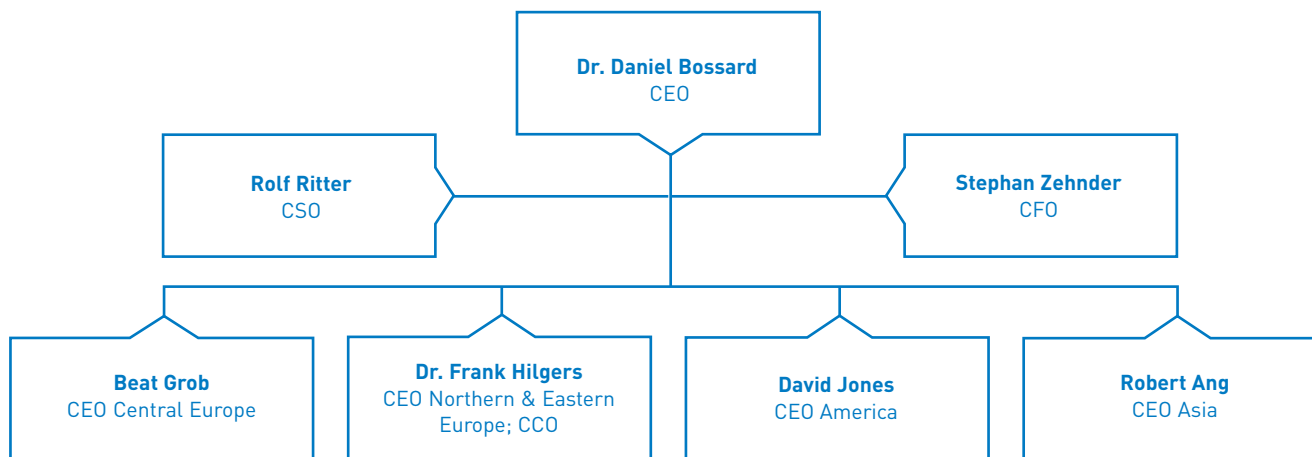 Dr. Daniel Bossard
CEO
Rolf Ritter
CSO
Stephan Zehnder
CFO
Beat Grob
CEO Central Europe
Dr. Frank Hilgers
CEO Northern & Eastern
Europe; CCO
David Jones
CEO America
Robert Ang
CEO Asia